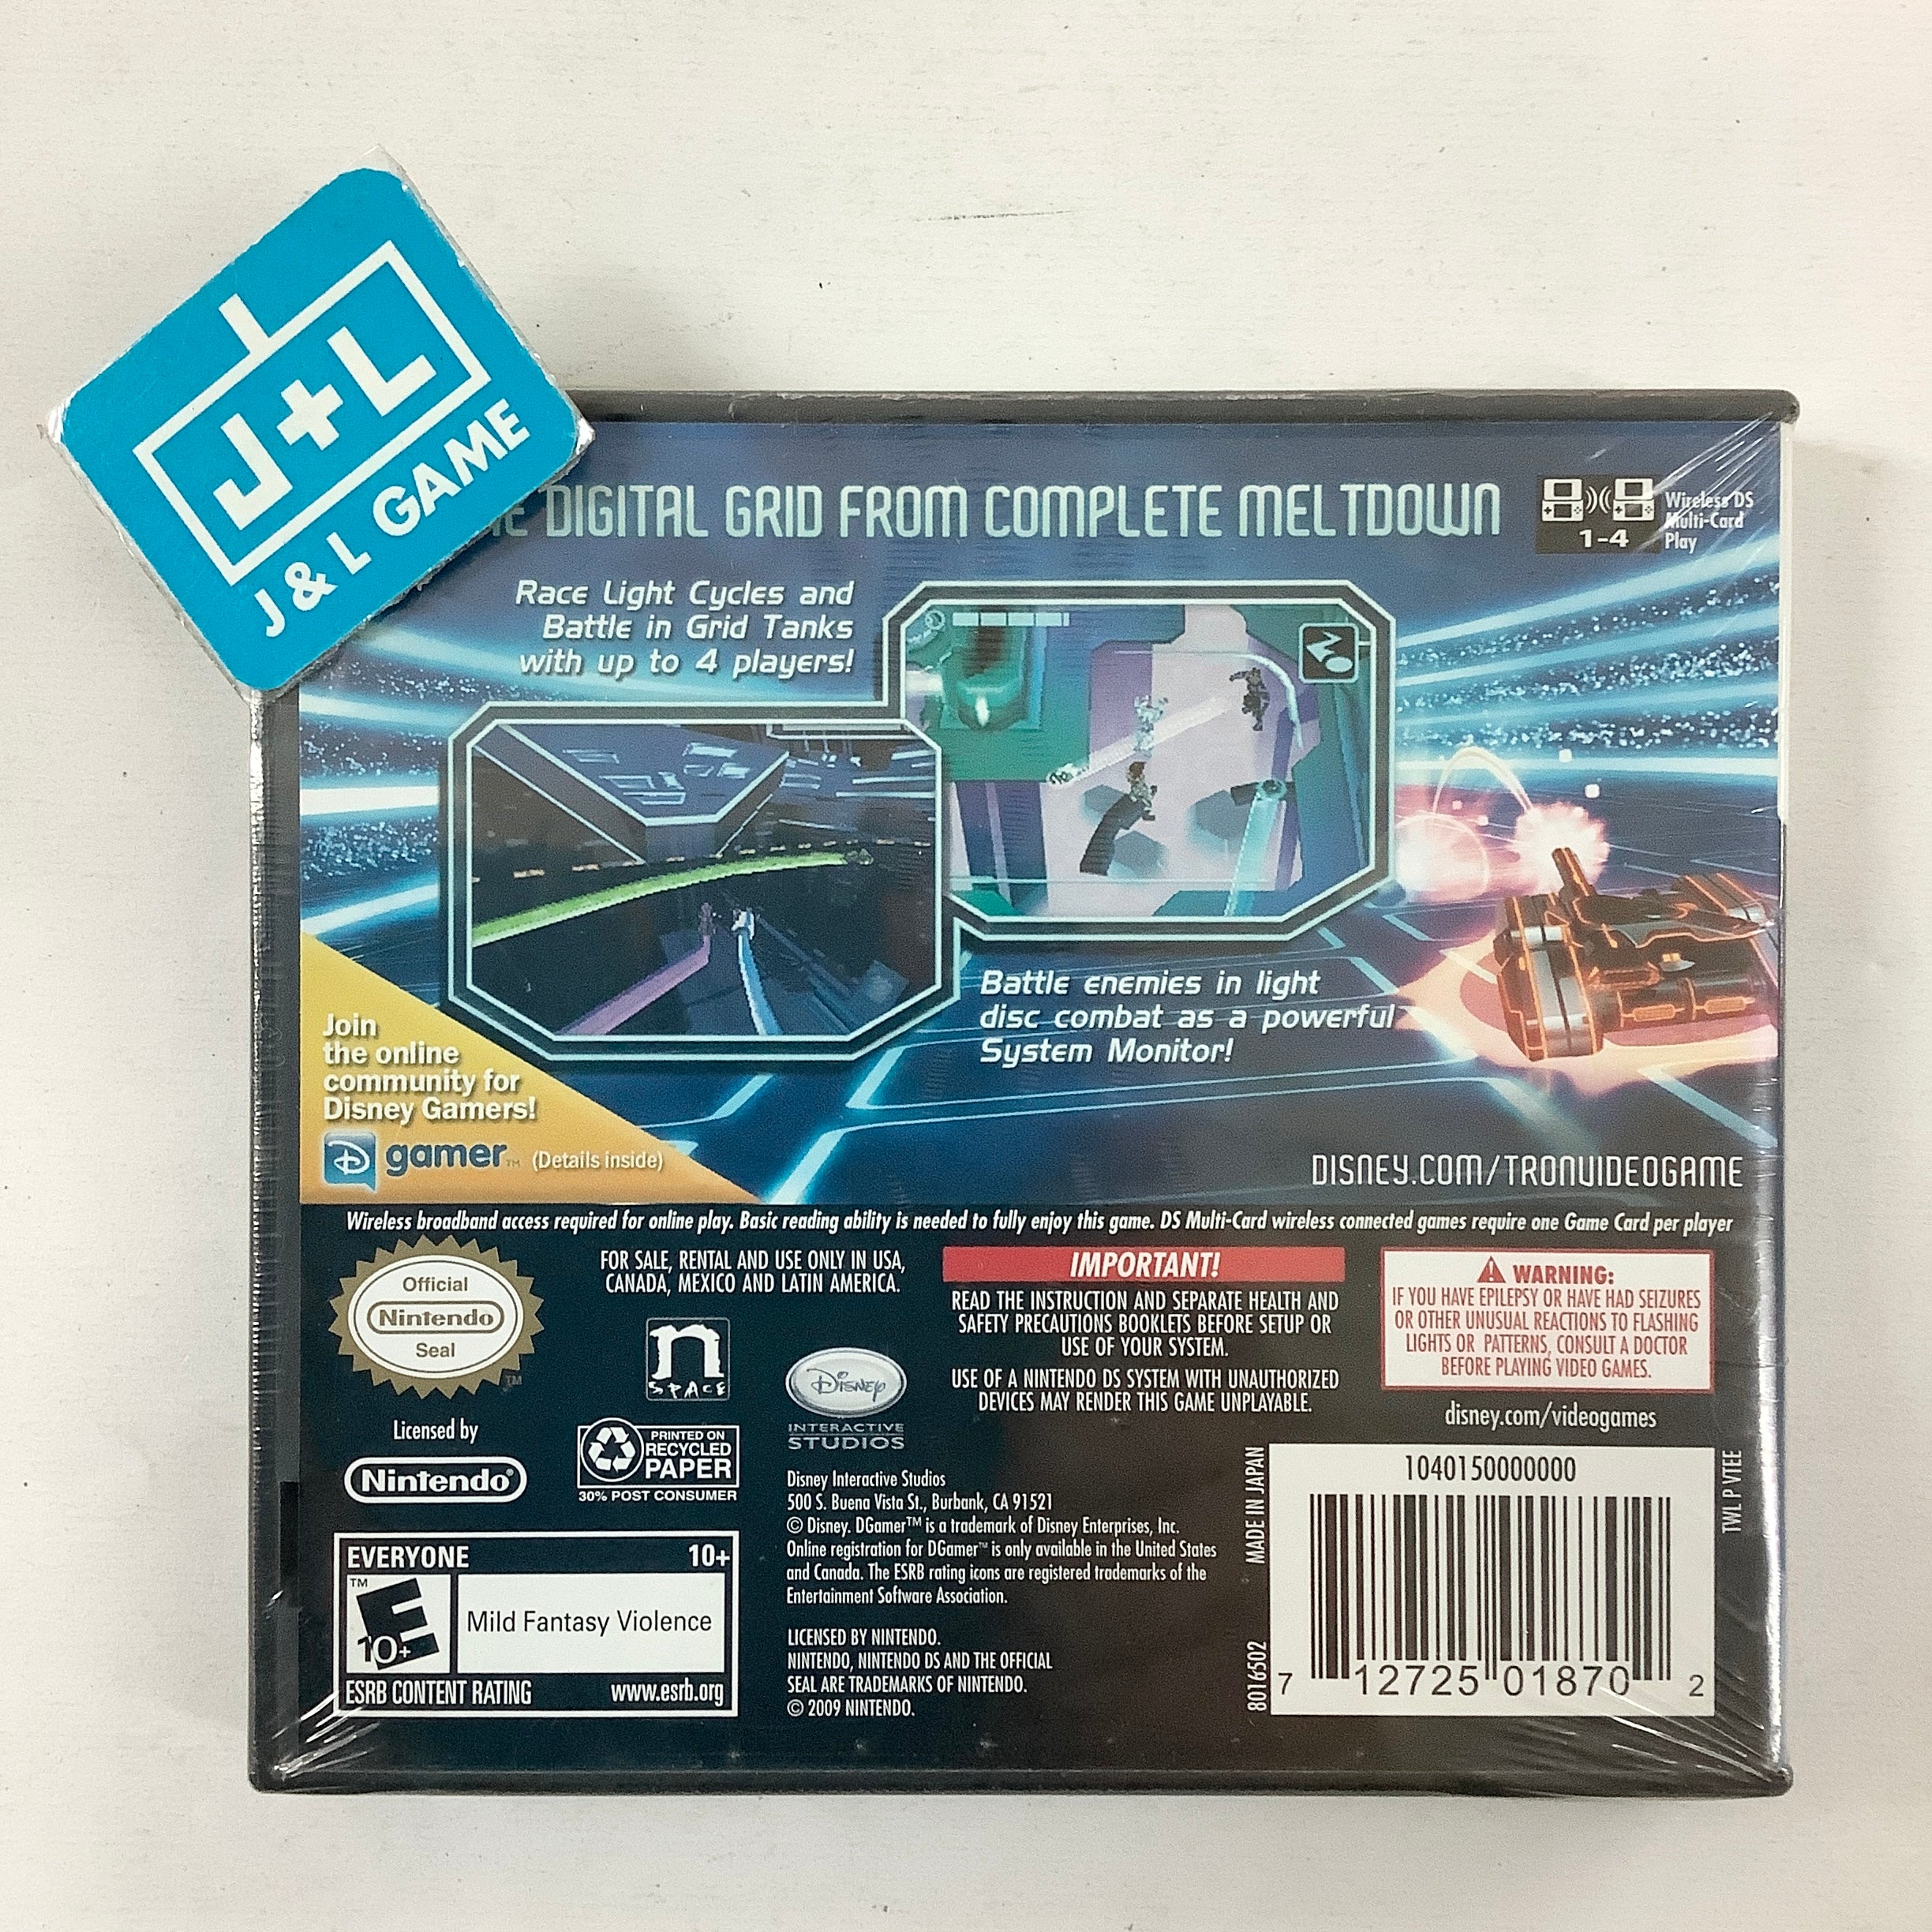 J+L
J & L GAME
DIGITAL GRID FROM COMPLETE MELTDOWN
1-4
Wireless DS
Multi-Card
Play
Race Light Cycles and
Battle in Grid Tanks
with up to 4 players!
Battle enemies in light
disc combat as a powerful
System Monitor!
Join
the online
community for
Disney Gamers!
D gamer™ (Details inside)
DISNEY.COM/TRONVIDEOGAME
Wireless broadband access required for online play. Basic reading ability is needed to fully enjoy this game. DS Multi-Card wireless connected games require one Game Card per player
Official
Nintendo
Seal
TM
Licensed by
Nintendo®
FOR SALE, RENTAL AND USE ONLY IN USA,
CANADA, MEXICO AND LATIN AMERICA.
n
SPACE
PRINTED ON
RECYCLED
PAPER
30% POST CONSUMER
Disney
INTERACTIVE
STUDIOS
IMPORTANT!
READ THE INSTRUCTION AND SEPARATE HEALTH AND
SAFETY PRECAUTIONS BOOKLETS BEFORE SETUP OR
USE OF YOUR SYSTEM.
USE OF A NINTENDO DS SYSTEM WITH UNAUTHORIZED
DEVICES MAY RENDER THIS GAME UNPLAYABLE.
WARNING:
IF YOU HAVE EPILEPSY OR HAVE HAD SEIZURES
OR OTHER UNUSUAL REACTIONS TO FLASHING
LIGHTS OR PATTERNS, CONSULT A DOCTOR
BEFORE PLAYING VIDEO GAMES.
disney.com/videogames
EVERYONE 10+
TM
E
10+
Mild Fantasy Violence
ESRB CONTENT RATING www.esrb.org
Disney Interactive Studios
500 S. Buena Vista St., Burbank, CA 91521
© Disney. DGamer™ is a trademark of Disney Enterprises, Inc.
Online registration for DGamer™ is only available in the United States
and Canada. The ESRB rating icons are registered trademarks of the
Entertainment Software Association.
LICENSED BY NINTENDO.
NINTENDO, NINTENDO DS AND THE OFFICIAL
SEAL ARE TRADEMARKS OF NINTENDO.
© 2009 NINTENDO.
MADE IN JAPAN
8016502
1040150000000
7 12725 01870 2
TWL P VTEE